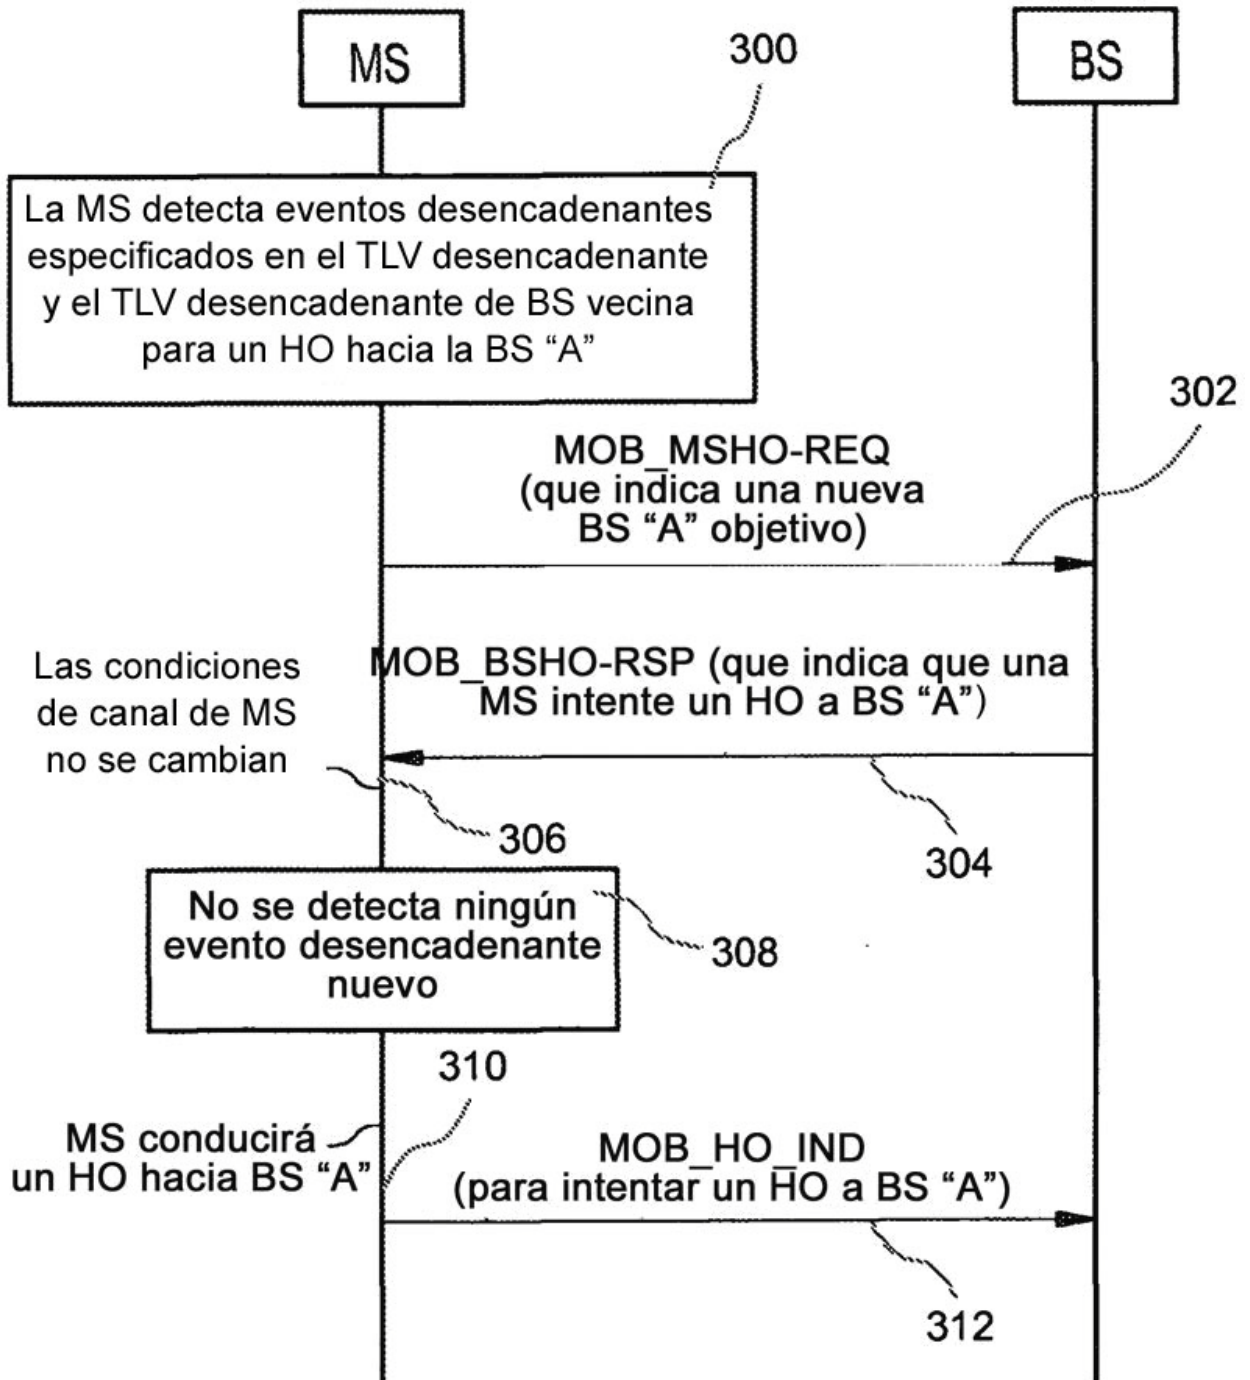 MS
300
BS
La MS detecta eventos desencadenantes
especificados en el TLV desencadenante
y el TLV desencadenante de BS vecina
para un HO hacia la BS “A”
302
MOB_MSHO-REQ
(que indica una nueva
BS “A” objetivo)
Las condiciones
de canal de MS
no se cambian
MOB_BSHO-RSP (que indica que una
MS intente un HO a BS “A”)
306
304
No se detecta ningún
evento desencadenante
nuevo
308
310
MS conducirá
un HO hacia BS “A”
MOB_HO_IND
(para intentar un HO a BS “A”)
312